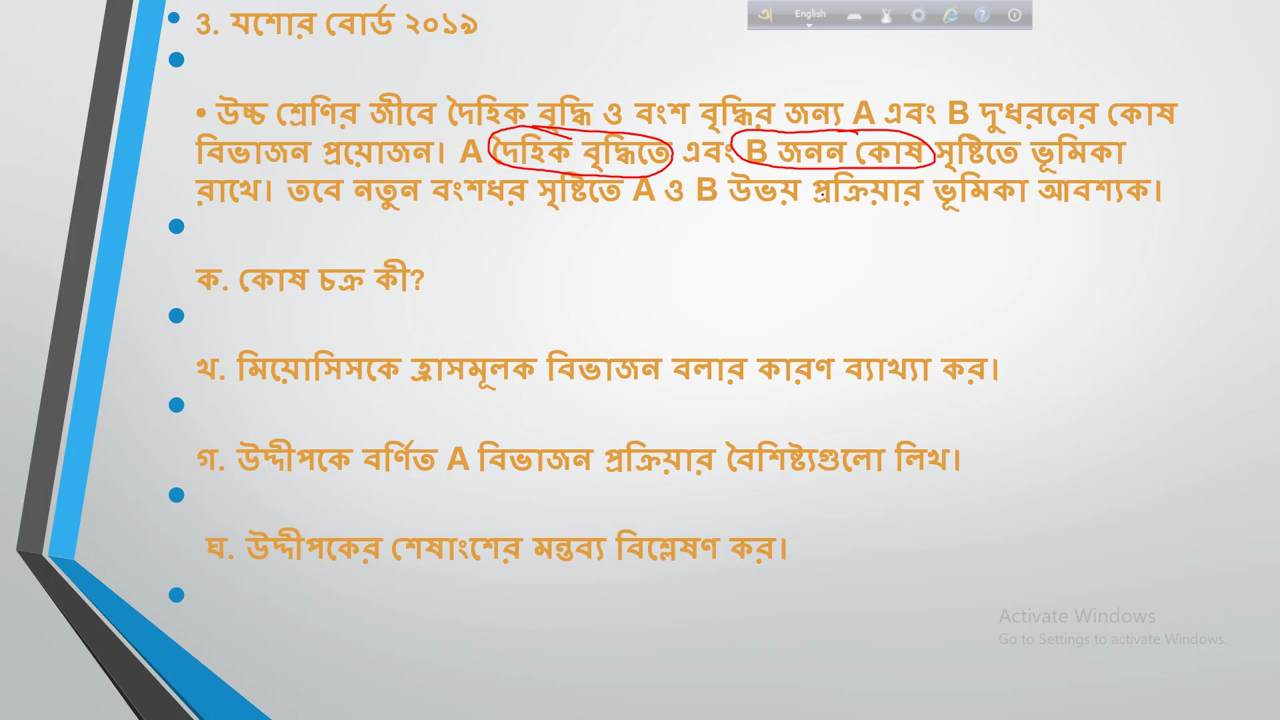 অ English
3. যশোর বোর্ড ২০১৯
• উচ্চ শ্রেণির জীবে দৈহিক বৃদ্ধি ও বংশ বৃদ্ধির জন্য A এবং B দু'ধরনের কোষ
বিভাজন প্রয়োজন। A দৈহিক বৃদ্ধিতে এবং B জনন কোষ সৃষ্টিতে ভূমিকা
রাখে। তবে নতুন বংশধর সৃষ্টিতে A ও B উভয় প্রক্রিয়ার ভূমিকা আবশ্যক।
ক. কোষ চক্র কী?
খ. মিয়োসিসকে হ্রাসমূলক বিভাজন বলার কারণ ব্যাখ্যা কর।
গ. উদ্দীপকে বর্ণিত A বিভাজন প্রক্রিয়ার বৈশিষ্ট্যগুলো লিখ।
ঘ. উদ্দীপকের শেষাংশের মন্তব্য বিশ্লেষণ কর।
Activate Windows
Go to Settings to activate Windows.